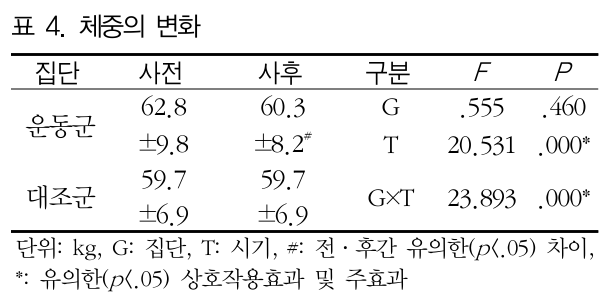 표 4. 체중의 변화
집단 사전 사후 구분 F P
운동군 62.8 60.3 G .555 .460
±9.8 ±8.2# T 20.531 .000*
대조군 59.7 59.7 G×T 23.893 .000*
±6.9 ±6.9
단위: kg, G: 집단, T: 시기, #: 전·후간 유의한(p<.05) 차이,
*: 유의한(p<.05) 상호작용효과 및 주효과